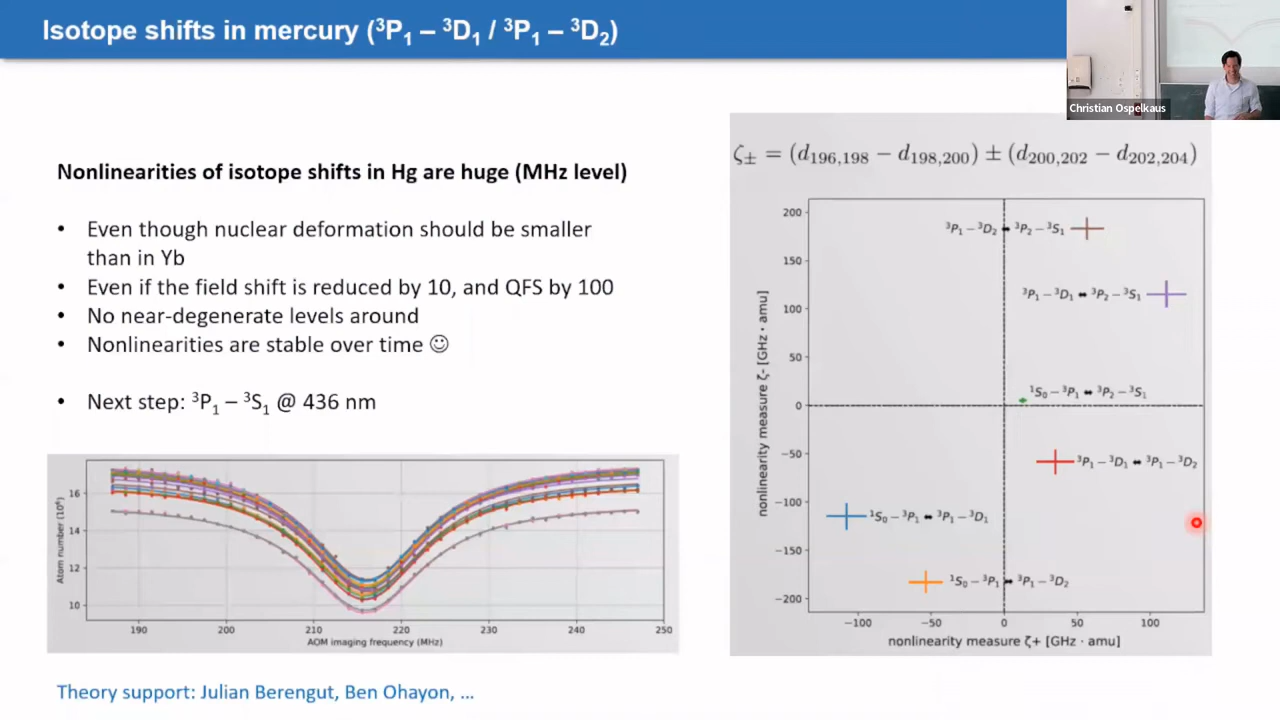 Isotope shifts in mercury (³P₁ – ³D₁ / ³P₁ – ³D₂)
Christian Ospelkaus
Nonlinearities of isotope shifts in Hg are huge (MHz level)
• Even though nuclear deformation should be smaller
than in Yb
• Even if the field shift is reduced by 10, and QFS by 100
• No near-degenerate levels around
• Nonlinearities are stable over time ☺
• Next step: ³P₁ – ³S₁ @ 436 nm
Atom number (10⁶)
16
14
12
10
190 200 210 220 230 240 250
AOM imaging frequency (MHz)
Theory support: Julian Berengut, Ben Ohayon, ...
ζ± = (d₁₉₆,₁₉₈ − d₁₉₈,₂₀₀) ± (d₂₀₀,₂₀₂ − d₂₀₂,₂₀₄)
nonlinearity measure ζ- [GHz · amu]
200
150
100
50
0
−50
−100
−150
−200
³P₁ − ³D₂ ⬌ ³P₂ − ³S₁
³P₁ − ³D₁ ⬌ ³P₂ − ³S₁
¹S₀ − ³P₁ ⬌ ³P₂ − ³S₁
³P₁ − ³D₁ ⬌ ³P₁ − ³D₂
¹S₀ − ³P₁ ⬌ ³P₁ − ³D₁
¹S₀ − ³P₁ ⬌ ³P₁ − ³D₂
−100 −50 0 50 100
nonlinearity measure ζ+ [GHz · amu]